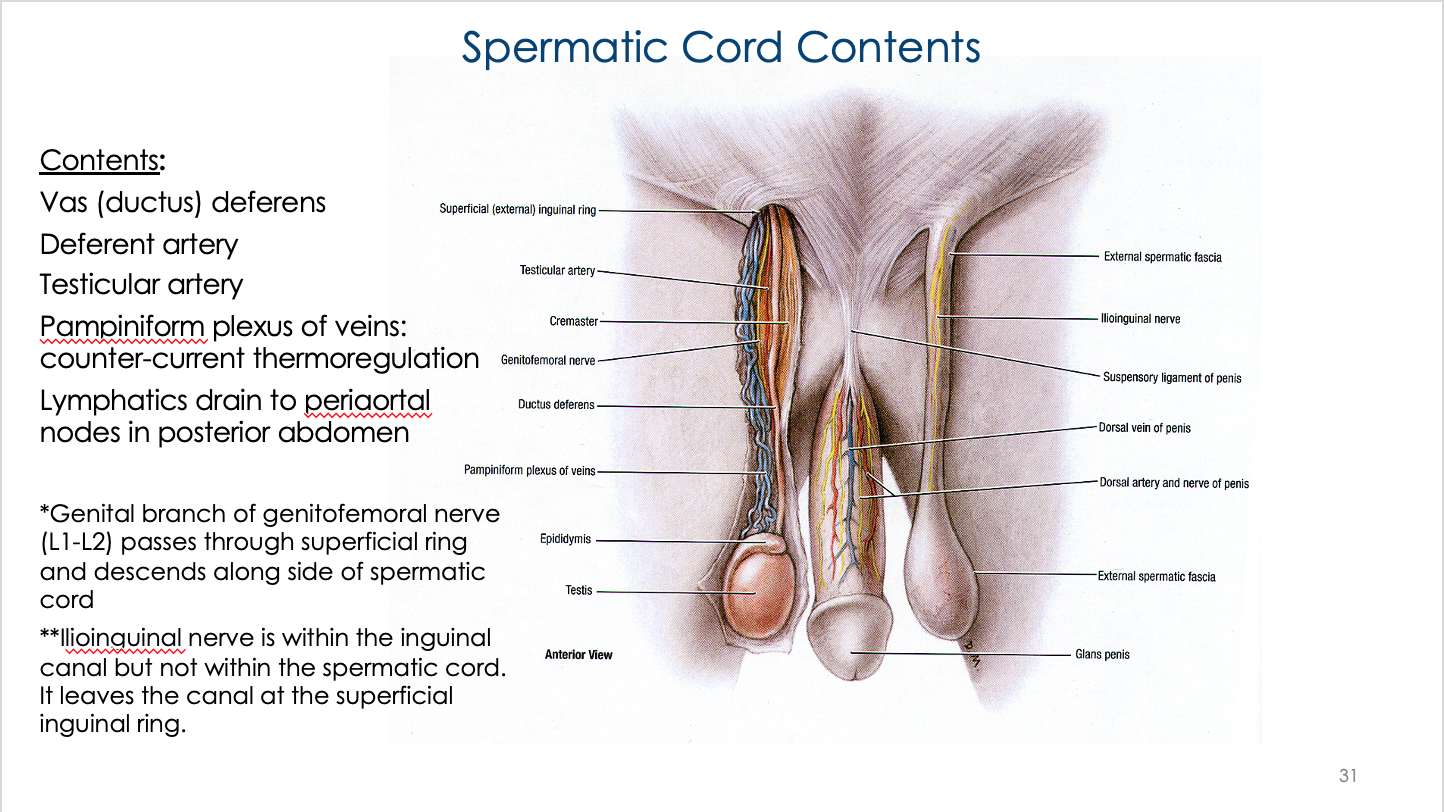 Spermatic Cord Contents
Contents:
Vas (ductus) deferens
Deferent artery
Testicular artery
Pampiniform plexus of veins:
counter-current thermoregulation
Lymphatics drain to periaortal
nodes in posterior abdomen
*Genital branch of genitofemoral nerve
(L1-L2) passes through superficial ring
and descends along side of spermatic
cord
**Ilioinguinal nerve is within the inguinal
canal but not within the spermatic cord.
It leaves the canal at the superficial
inguinal ring.
Superficial (external) inguinal ring
Testicular artery
Cremaster
Genitofemoral nerve
Ductus deferens
Pampiniform plexus of veins
Epididymis
Testis
Anterior View
External spermatic fascia
Ilioinguinal nerve
Suspensory ligament of penis
Dorsal vein of penis
Dorsal artery and nerve of penis
External spermatic fascia
Glans penis
31